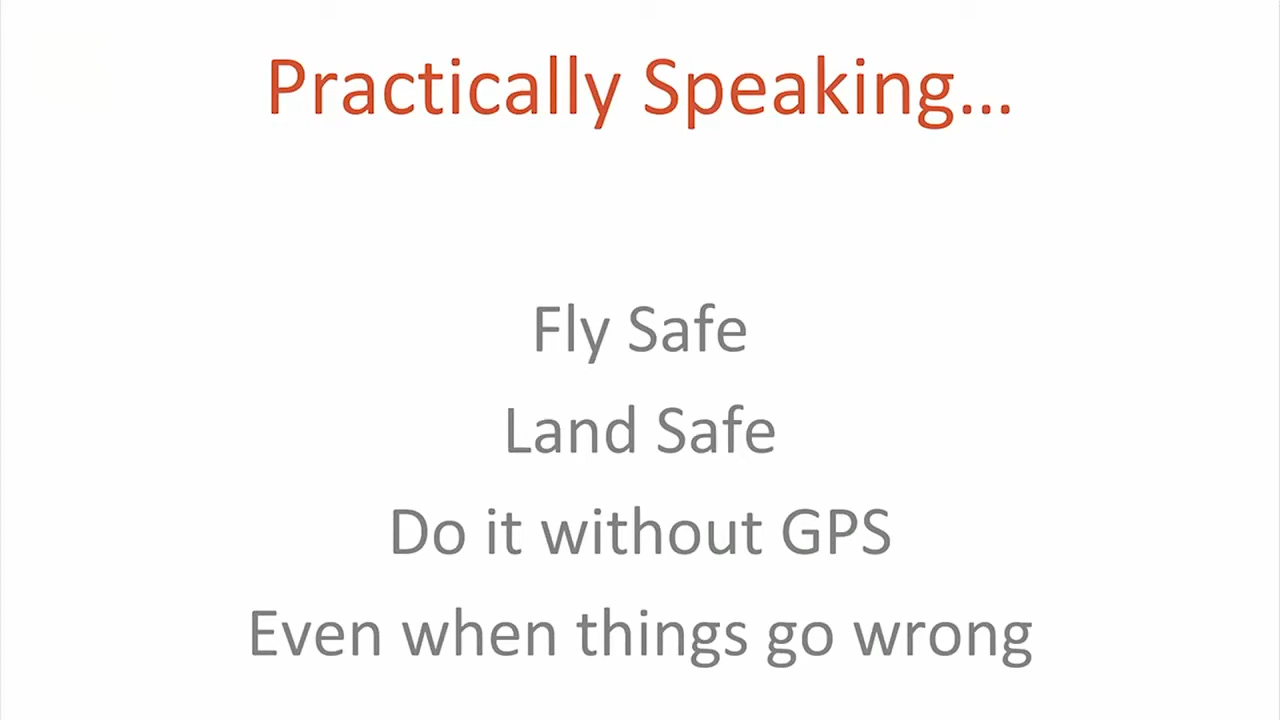 Practically Speaking...
Fly Safe
Land Safe
Do it without GPS
Even when things go wrong